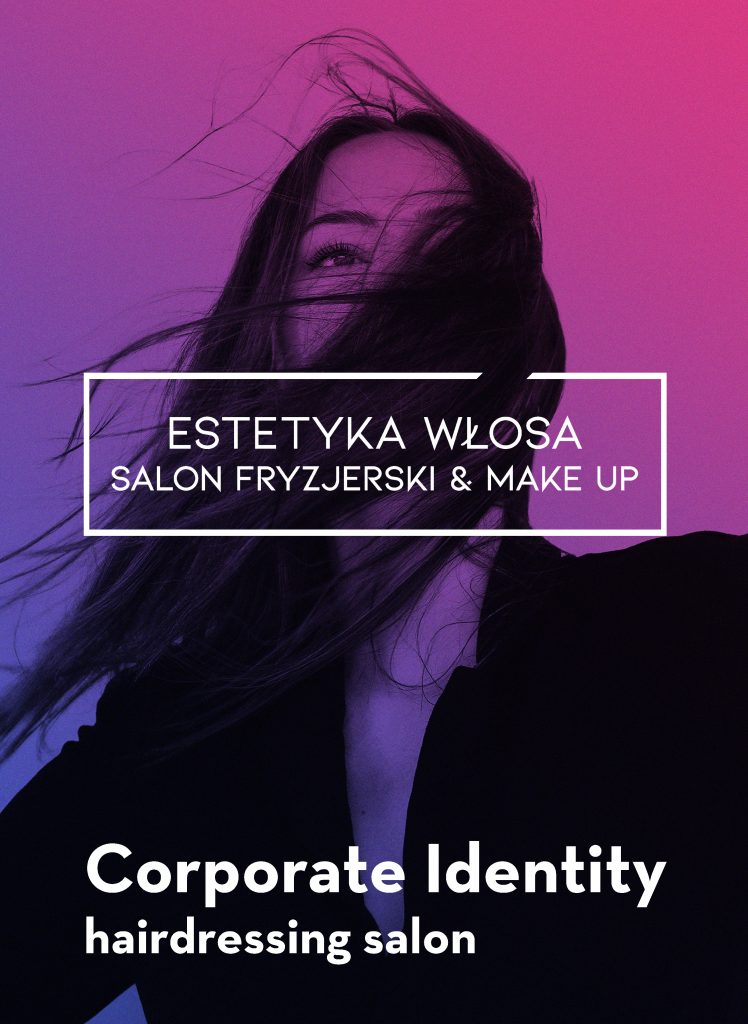 ESTETYKA WŁOSA
SALON FRYZJERSKI & MAKE UP
Corporate Identity
hairdressing salon